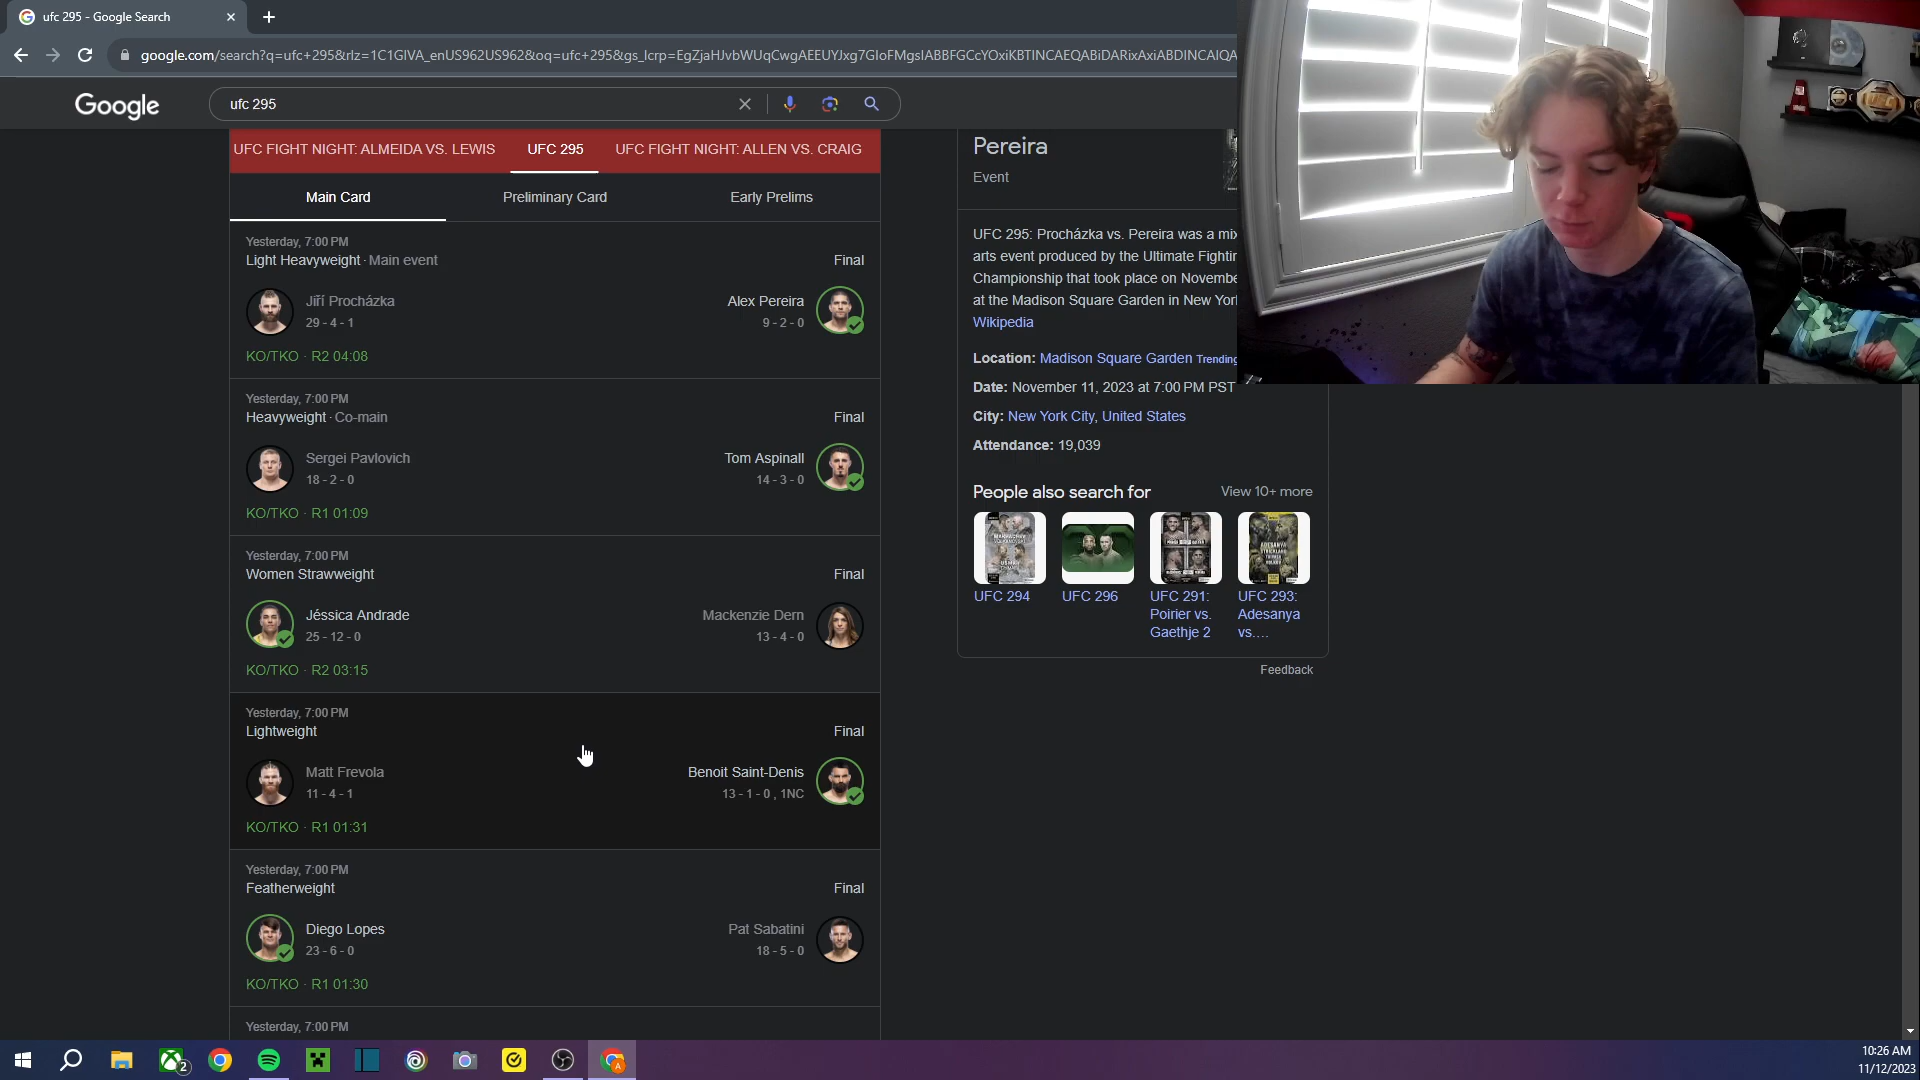 ufc 295 - Google Search
google.com/search?q=ufc+295&rlz=1C1GIVA_enUS962US962&oq=ufc+295&gs_lcrp=EgZjaHJvbWUqCwgAEEUYJxg7GIoFMgsIABBFGCcYOxiKBTINCAEQABiDARixAxiABDINCAIQA
Google
ufc 295
UFC FIGHT NIGHT: ALMEIDA VS. LEWIS
UFC 295
UFC FIGHT NIGHT: ALLEN VS. CRAIG
Main Card
Preliminary Card
Early Prelims
Yesterday, 7:00 PM
Light Heavyweight · Main event
Final
Jiří Procházka
Alex Pereira
29 - 4 - 1
9 - 2 - 0
KO/TKO · R2 04:08
Yesterday, 7:00 PM
Heavyweight · Co-main
Final
Sergei Pavlovich
Tom Aspinall
18 - 2 - 0
14 - 3 - 0
KO/TKO · R1 01:09
Yesterday, 7:00 PM
Women Strawweight
Final
Jéssica Andrade
Mackenzie Dern
25 - 12 - 0
13 - 4 - 0
KO/TKO · R2 03:15
Yesterday, 7:00 PM
Lightweight
Final
Matt Frevola
Benoit Saint-Denis
11 - 4 - 1
13 - 1 - 0 , 1NC
KO/TKO · R1 01:31
Yesterday, 7:00 PM
Featherweight
Final
Diego Lopes
Pat Sabatini
23 - 6 - 0
18 - 5 - 0
KO/TKO · R1 01:30
Yesterday, 7:00 PM
Pereira
Event
UFC 295: Procházka vs. Pereira was a
arts event produced by the Ultimate
Championship that took place on
at the Madison Square Garden in New
Wikipedia
Location: Madison Square Garden Trending
Date: November 11, 2023 at 7:00 PM PST
City: New York City, United States
Attendance: 19,039
People also search for
View 10+ more
UFC 294
UFC 296
UFC 291:
Poirier vs.
Gaethje 2
UFC 293:
Adesanya
vs....
Feedback
2
A
10:26 AM
11/12/2023